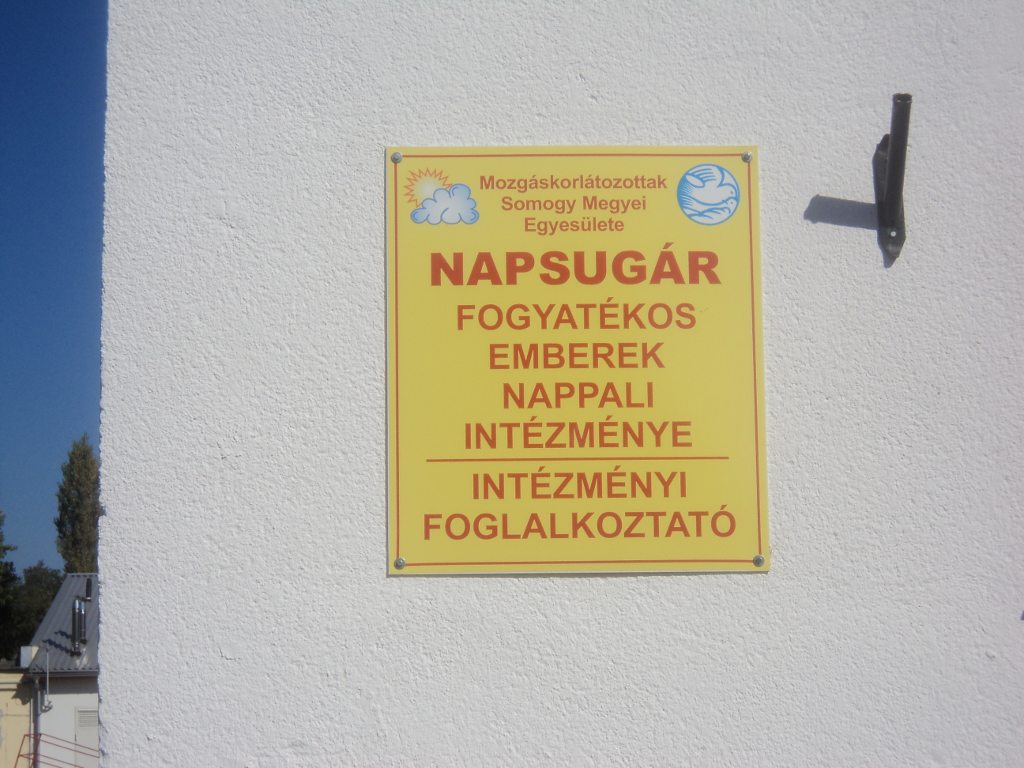 Mozgáskorlátozottak
Somogy Megyei
Egyesülete
NAPSUGÁR
FOGYATÉKOS
EMBEREK
NAPPALI
INTÉZMÉNYE
INTÉZMÉNYI
FOGLALKOZTATÓ